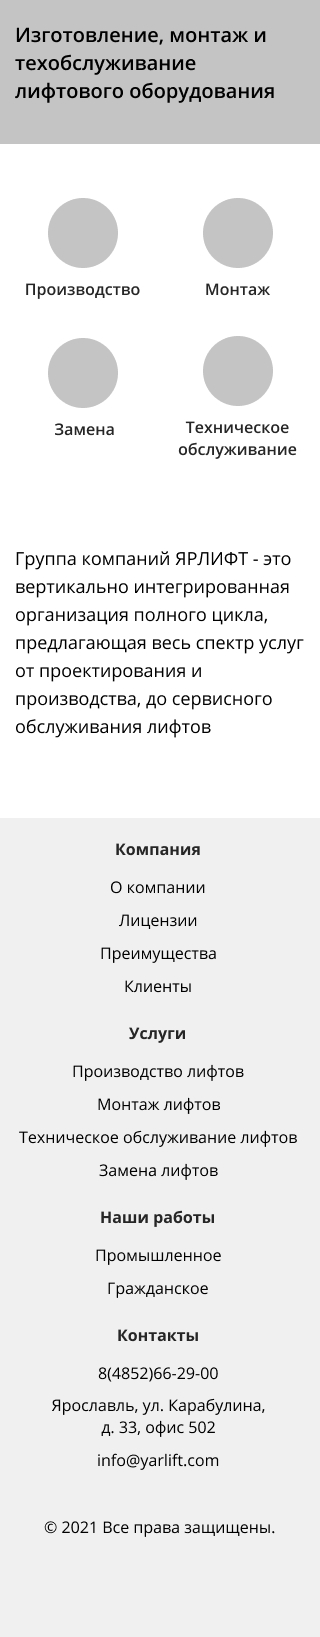 Изготовление, монтаж и
техобслуживание
лифтового оборудования
Производство
Монтаж
Замена
Техническое
обслуживание
Группа компаний ЯРЛИФТ - это
вертикально интегрированная
организация полного цикла,
предлагающая весь спектр услуг
от проектирования и
производства, до сервисного
обслуживания лифтов
Компания
О компании
Лицензии
Преимущества
Клиенты
Услуги
Производство лифтов
Монтаж лифтов
Техническое обслуживание лифтов
Замена лифтов
Наши работы
Промышленное
Гражданское
Контакты
8(4852)66-29-00
Ярославль, ул. Карабулина,
д. 33, офис 502
info@yarlift.com
© 2021 Все права защищены.